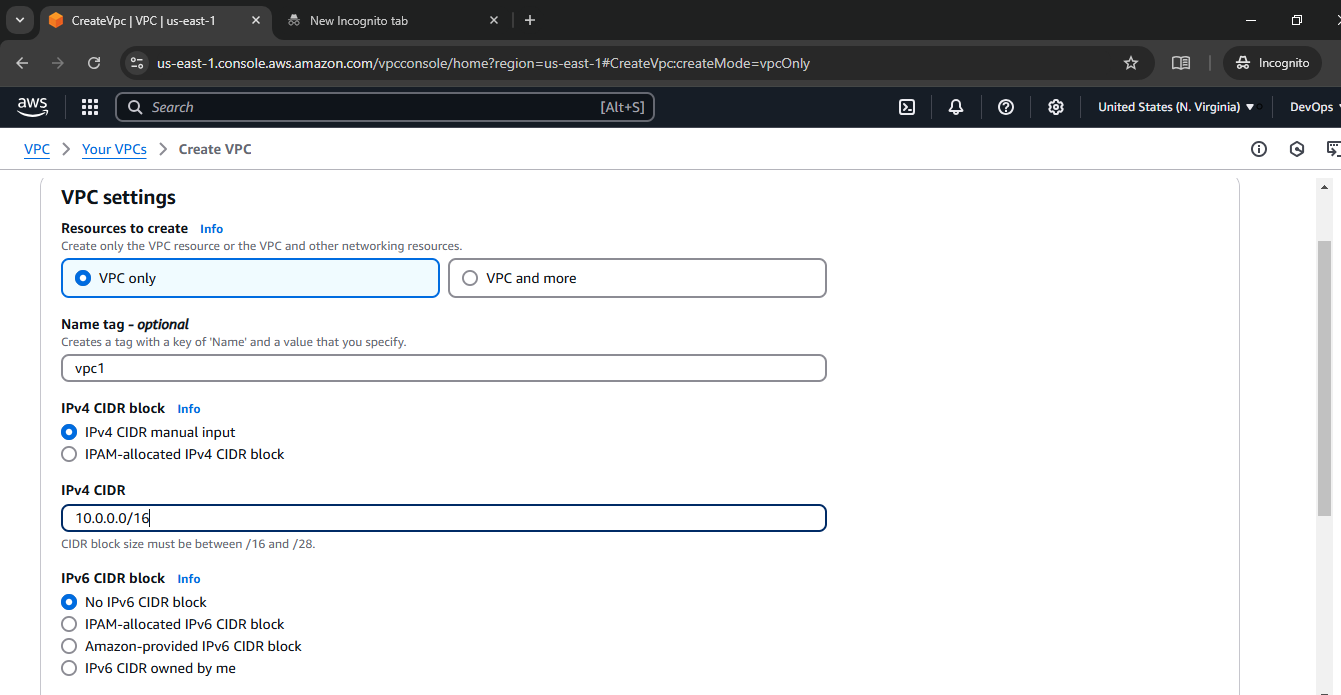 CreateVpc | VPC | us-east-1
New Incognito tab
us-east-1.console.aws.amazon.com/vpcconsole/home?region=us-east-1#CreateVpc:createMode=vpcOnly
Incognito
aws
Search
[Alt+S]
United States (N. Virginia)
DevOps
VPC
Your VPCs
Create VPC
VPC settings
Resources to create Info
Create only the VPC resource or the VPC and other networking resources.
VPC only
VPC and more
Name tag - optional
Creates a tag with a key of 'Name' and a value that you specify.
vpc1
IPv4 CIDR block Info
IPv4 CIDR manual input
IPAM-allocated IPv4 CIDR block
IPv4 CIDR
10.0.0.0/16
CIDR block size must be between /16 and /28.
IPv6 CIDR block Info
No IPv6 CIDR block
IPAM-allocated IPv6 CIDR block
Amazon-provided IPv6 CIDR block
IPv6 CIDR owned by me